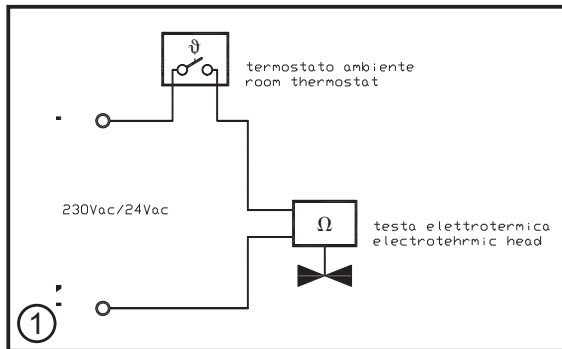 ϑ
termostato ambiente
room thermostat
230Vac/24Vac
Ω
testa elettrotermica
electrotehrmic head
1